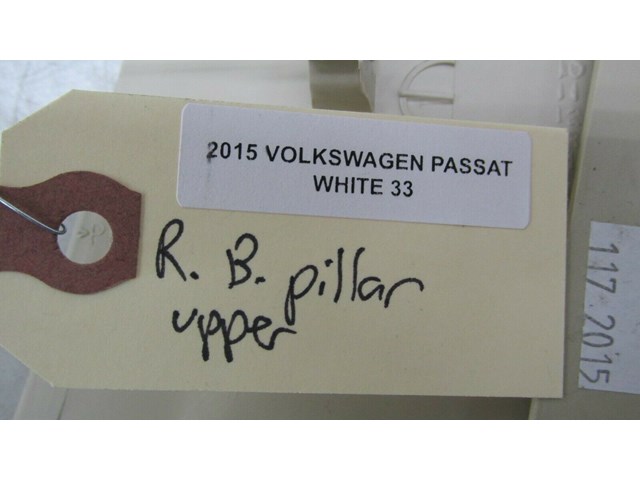 2015 VOLKSWAGEN PASSAT
WHITE 33
R. B. pillar
upper
117-2015